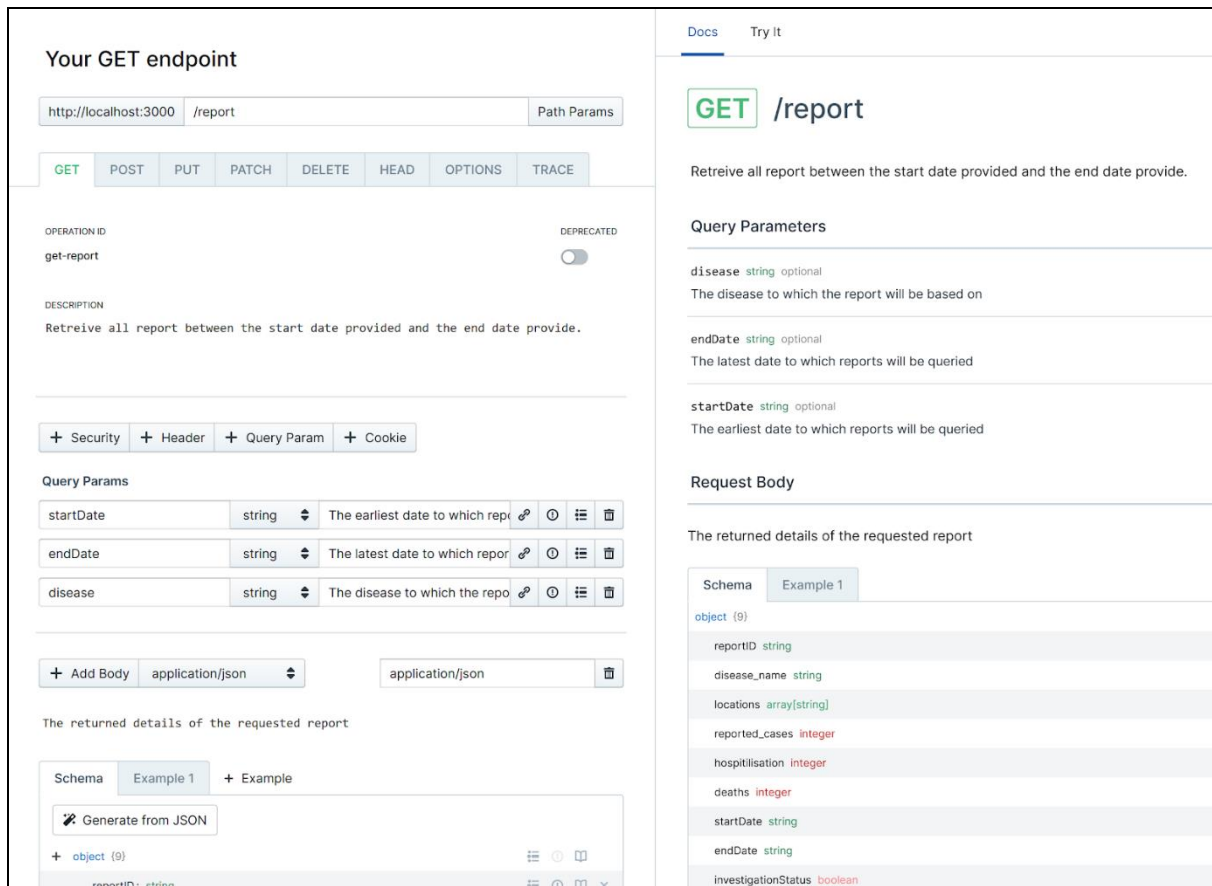 Your GET endpoint
http://localhost:3000 /report Path Params
GET POST PUT PATCH DELETE HEAD OPTIONS TRACE
OPERATION ID DEPRECATED
get-report
DESCRIPTION
Retreive all report between the start date provided and the end date provide.
+ Security + Header + Query Param + Cookie
Query Params
startDate string The earliest date to which repo
endDate string The latest date to which repor
disease string The disease to which the repo
+ Add Body application/json application/json
The returned details of the requested report
Schema Example 1 + Example
Generate from JSON
+ object {9}
reportID: string
Docs Try It
GET /report
Retreive all report between the start date provided and the end date provide.
Query Parameters
disease string optional
The disease to which the report will be based on
endDate string optional
The latest date to which reports will be queried
startDate string optional
The earliest date to which reports will be queried
Request Body
The returned details of the requested report
Schema Example 1
object {9}
reportID string
disease_name string
locations array[string]
reported_cases integer
hospitilisation integer
deaths integer
startDate string
endDate string
investigationStatus boolean